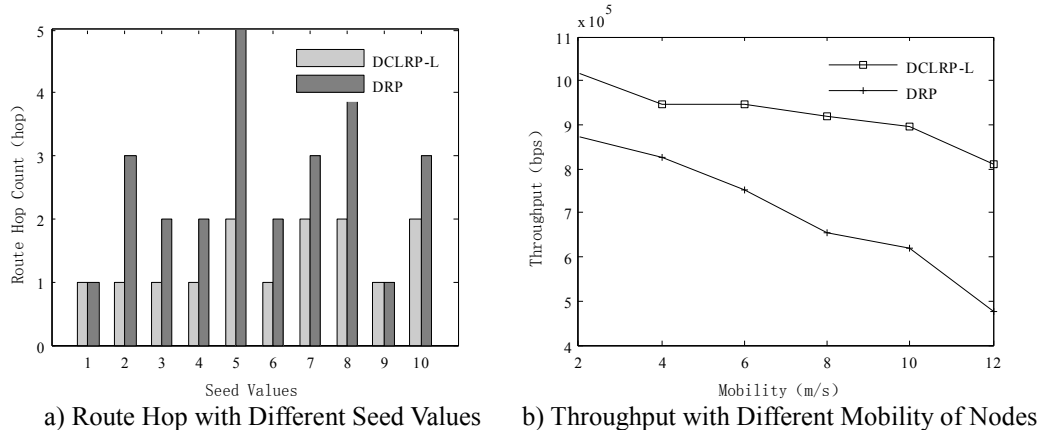 5
4
3
2
1
0
Route Hop Count (hop)
DCLRP-L
DRP
1 2 3 4 5 6 7 8 9 10
Seed Values
a) Route Hop with Different Seed Values
x 10^5
11
10
9
8
7
6
5
4
Throughput (bps)
DCLRP-L
DRP
2 4 6 8 10 12
Mobility (m/s)
b) Throughput with Different Mobility of Nodes